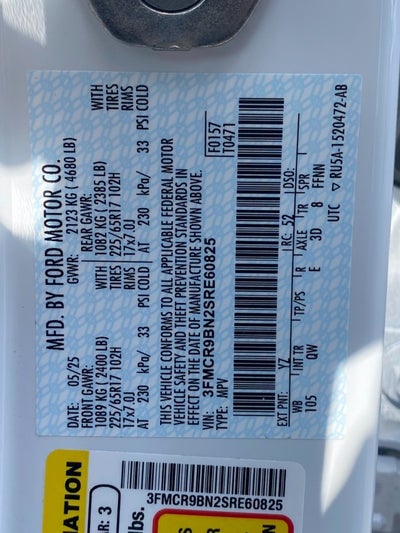 MFD. BY FORD MOTOR CO.
DATE: 05/25 GVWR: 2123 KG ( 4680 LB)
FRONT GAWR: REAR GAWR: WITH
1089 KG ( 2400 LB) 1082 KG ( 2385 LB) TIRES
225/65R17 102H 225/65R17 102H RIMS
17x7.0J 17x7.0J
AT 230 kPa/ 33 PSI COLD AT 230 kPa/ 33 PSI COLD
THIS VEHICLE CONFORMS TO ALL APPLICABLE FEDERAL MOTOR
VEHICLE SAFETY AND THEFT PREVENTION STANDARDS IN
EFFECT ON THE DATE OF MANUFACTURE SHOWN ABOVE.
VIN: 3FMCR9BN2SRE60825 F0157
TYPE: MPV T0471
EXT PNT: YZ RC: 52 DSO:
WB INT TR TP/PS R AXLE TR SPR
105 QW E 3D 8 FFNN
UTC ▽ RU5A-1520472-AB
3FMCR9BN2SRE60825
MATION
AR: 3
lbs.